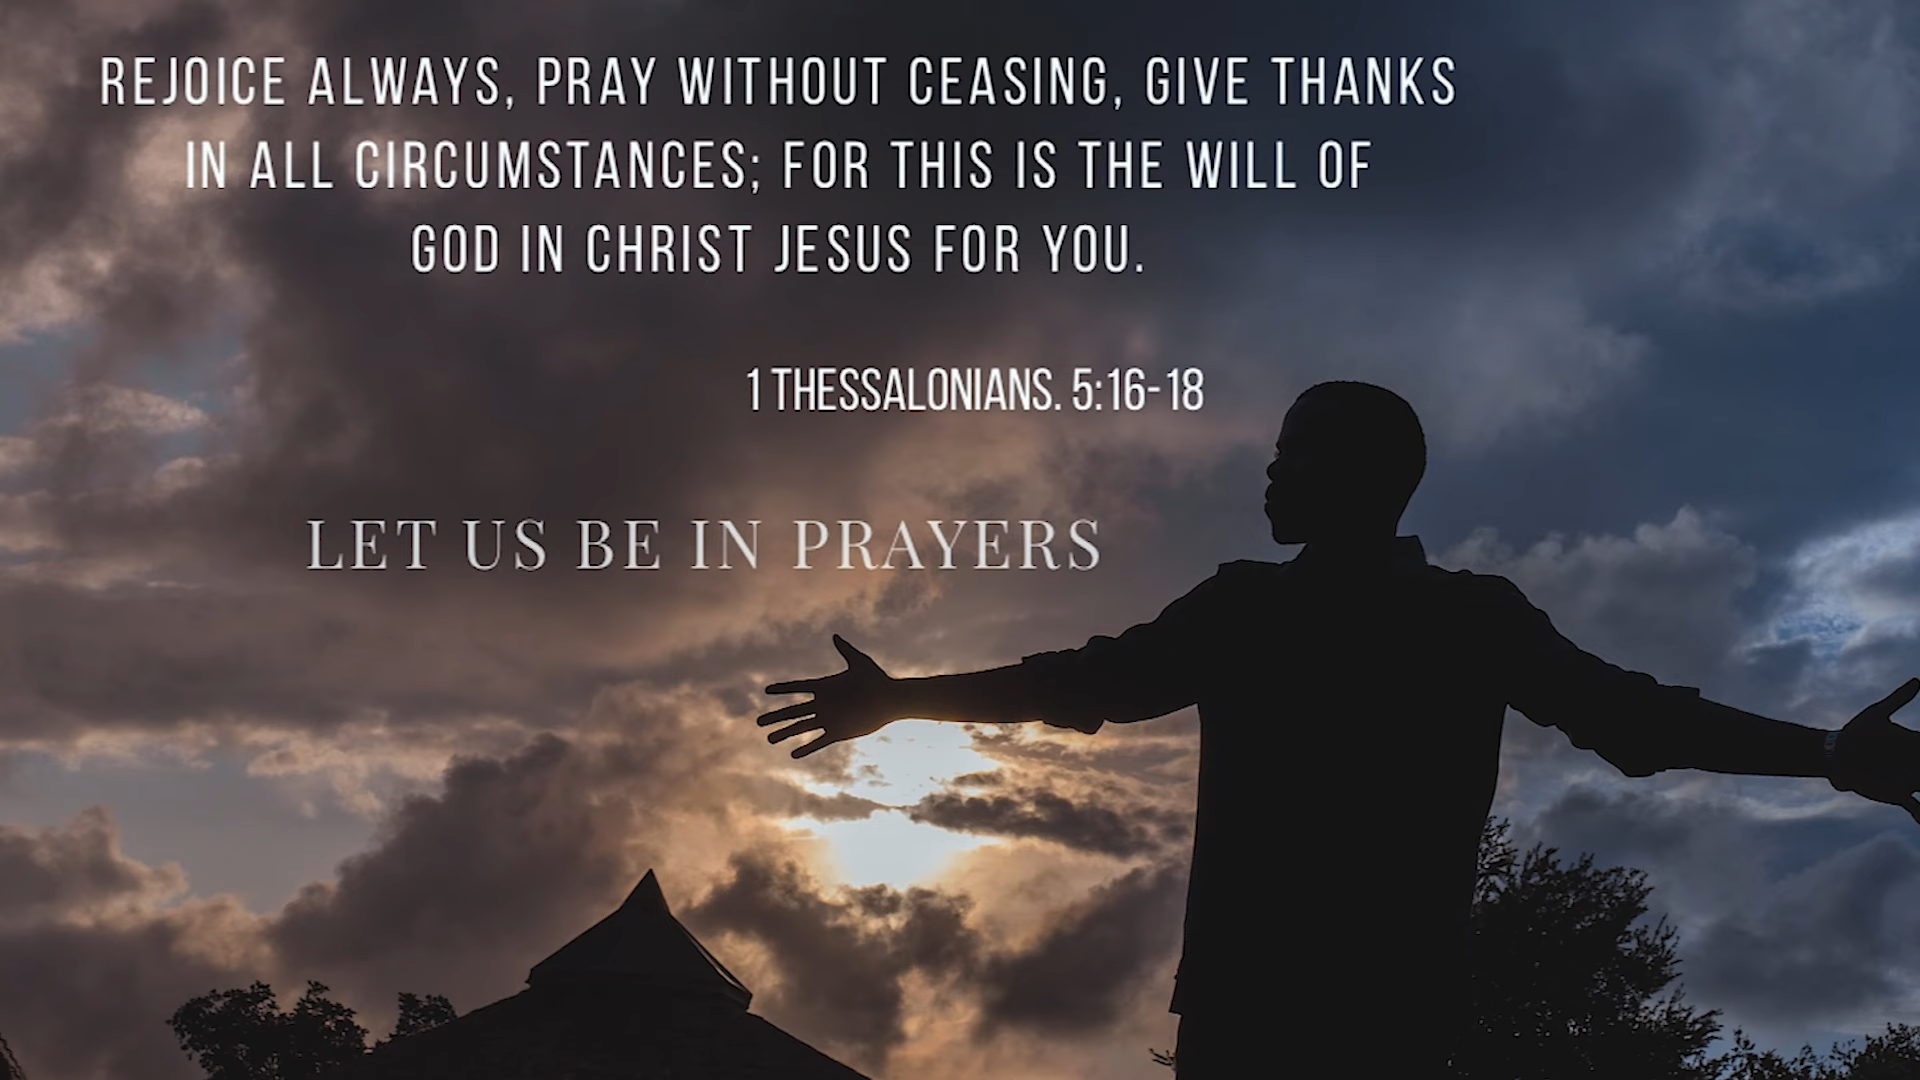 REJOICE ALWAYS, PRAY WITHOUT CEASING, GIVE THANKS
IN ALL CIRCUMSTANCES; FOR THIS IS THE WILL OF
GOD IN CHRIST JESUS FOR YOU.
1 THESSALONIANS. 5:16-18
LET US BE IN PRAYERS